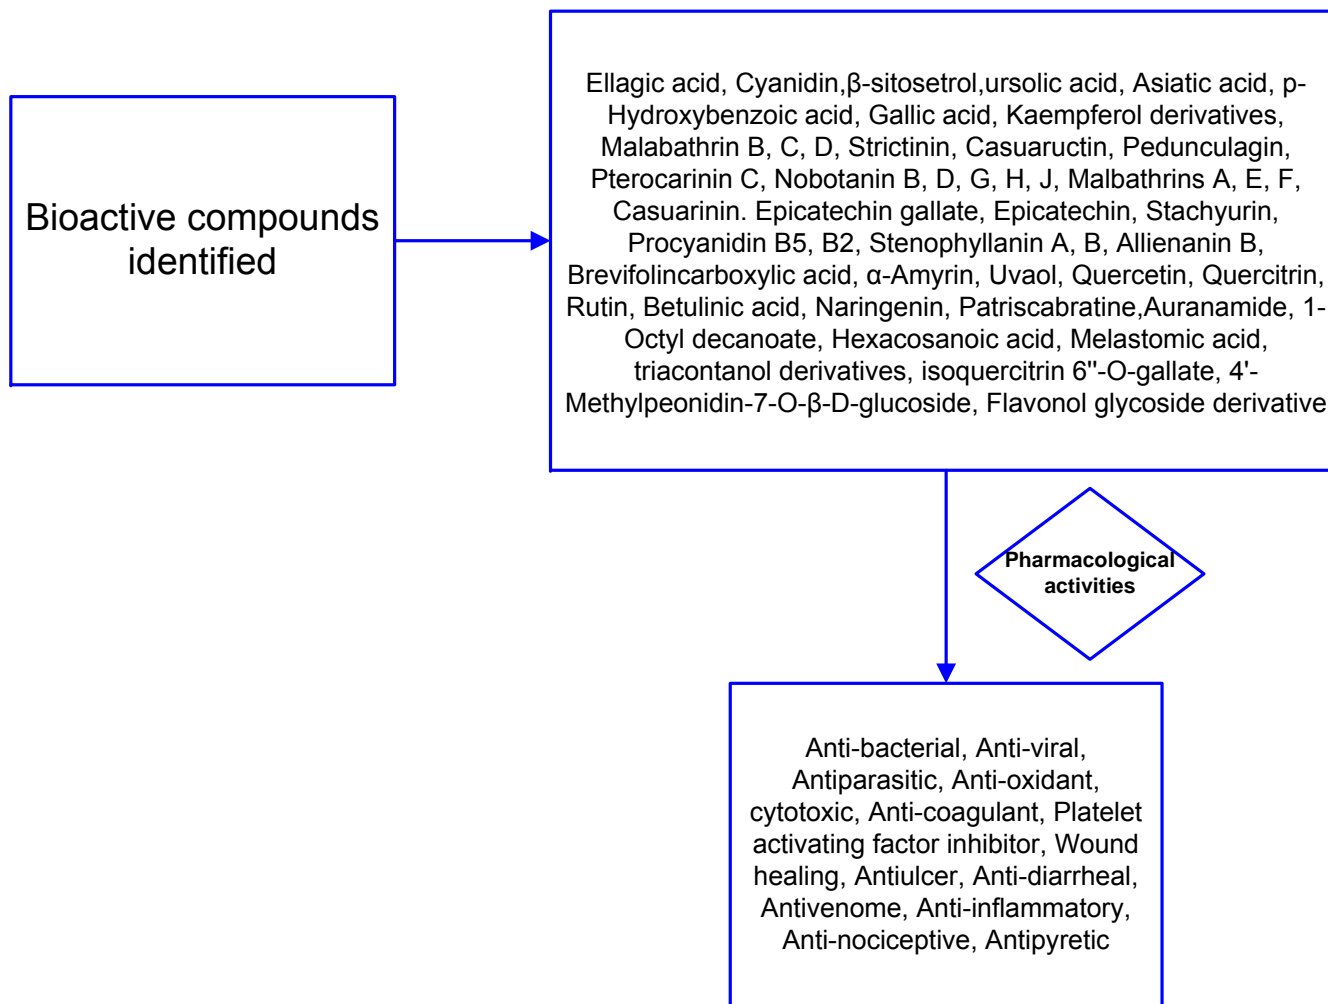 Bioactive compounds
identified
Ellagic acid, Cyanidin,β-sitosetrol,ursolic acid, Asiatic acid, p-
Hydroxybenzoic acid, Gallic acid, Kaempferol derivatives,
Malabathrin B, C, D, Strictinin, Casuaructin, Pedunculagin,
Pterocarinin C, Nobotanin B, D, G, H, J, Malbathrins A, E, F,
Casuarinin. Epicatechin gallate, Epicatechin, Stachyurin,
Procyanidin B5, B2, Stenophyllanin A, B, Allienanin B,
Brevifolincarboxylic acid, α-Amyrin, Uvaol, Quercetin, Quercitrin,
Rutin, Betulinic acid, Naringenin, Patriscabratine,Auranamide, 1-
Octyl decanoate, Hexacosanoic acid, Melastomic acid,
triacontanol derivatives, isoquercitrin 6"-O-gallate, 4'-
Methylpeonidin-7-O-β-D-glucoside, Flavonol glycoside derivative
Pharmacological
activities
Anti-bacterial, Anti-viral,
Antiparasitic, Anti-oxidant,
cytotoxic, Anti-coagulant, Platelet
activating factor inhibitor, Wound
healing, Antiulcer, Anti-diarrheal,
Antivenome, Anti-inflammatory,
Anti-nociceptive, Antipyretic